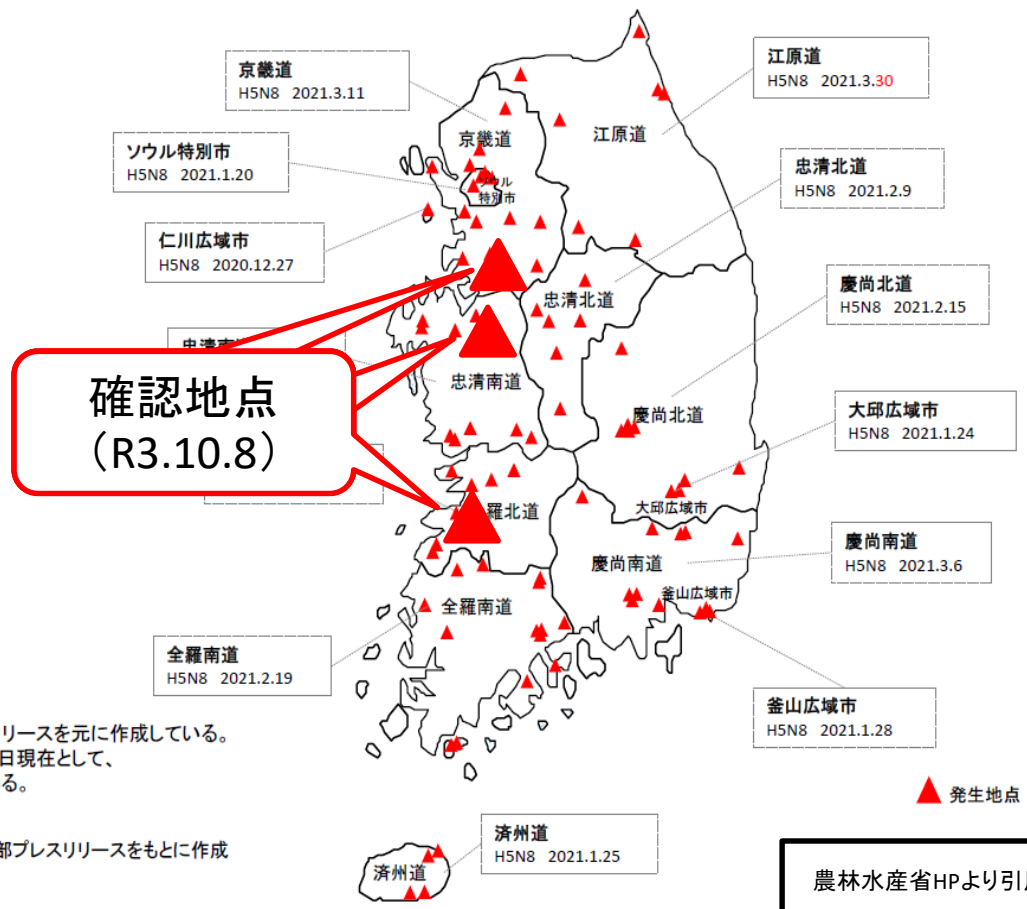 京畿道
H5N8 2021.3.11
江原道
H5N8 2021.3.30
ソウル特別市
H5N8 2021.1.20
忠清北道
H5N8 2021.2.9
仁川広域市
H5N8 2020.12.27
慶尚北道
H5N8 2021.2.15
大邱広域市
H5N8 2021.1.24
慶尚南道
H5N8 2021.3.6
釜山広域市
H5N8 2021.1.28
全羅南道
H5N8 2021.2.19
済州道
H5N8 2021.1.25
京畿道
江原道
ソウル
特別市
忠清北道
忠清南道
慶尚北道
大邱広域市
羅北道
慶尚南道
釜山広域市
全羅南道
済州道
確認地点
（R3.10.8）
リースを元に作成している。
日現在として、
る。
部プレスリリースをもとに作成
発生地点
農林水産省HPより引